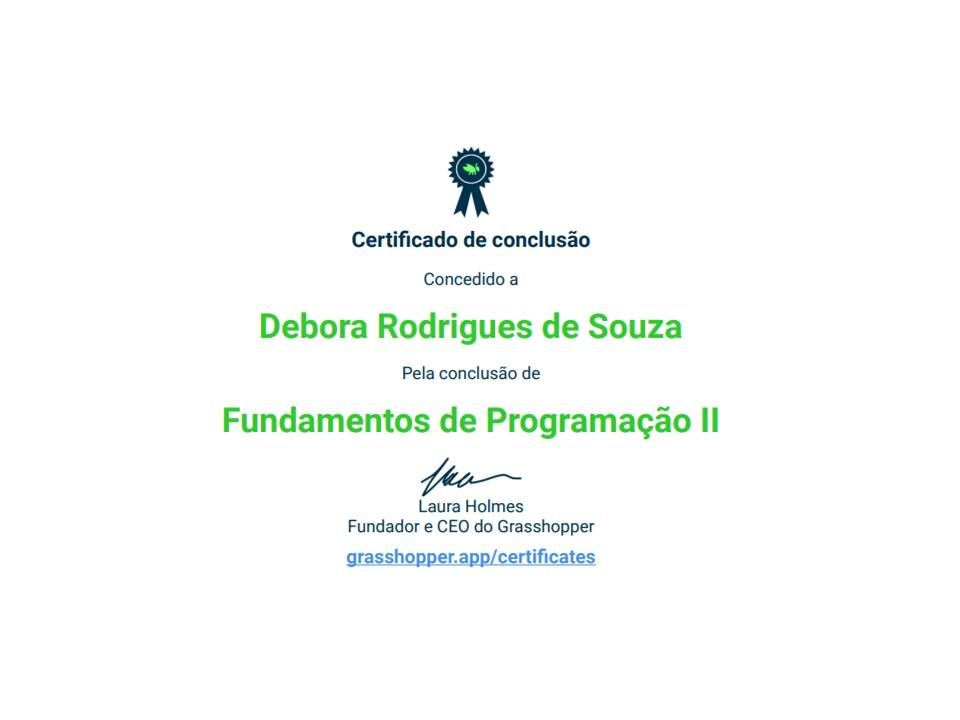 Certificado de conclusão
Concedido a
Debora Rodrigues de Souza
Pela conclusão de
Fundamentos de Programação II
Laura Holmes
Fundador e CEO do Grasshopper
grasshopper.app/certificates